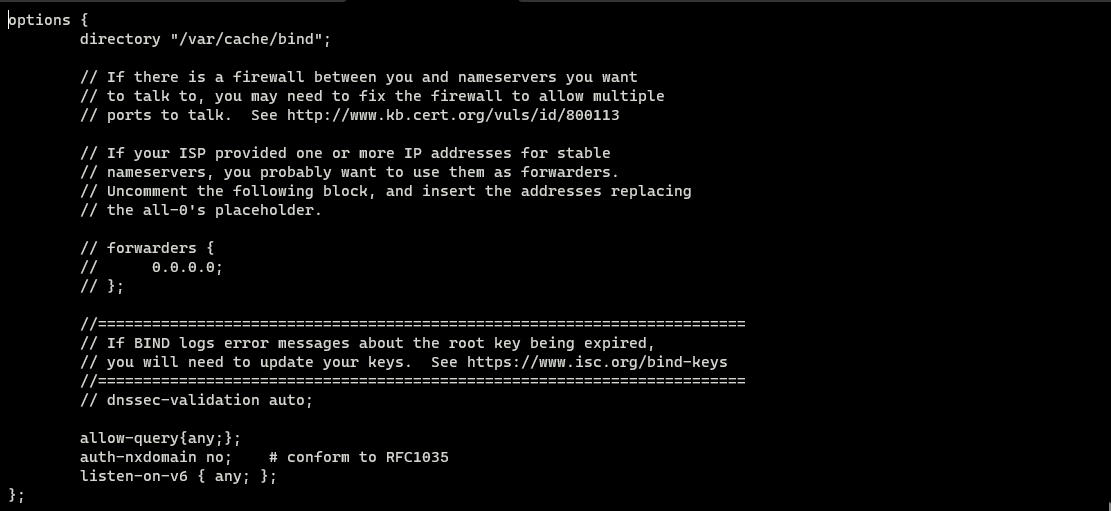 options {
directory "/var/cache/bind";
// If there is a firewall between you and nameservers you want
// to talk to, you may need to fix the firewall to allow multiple
// ports to talk.  See http://www.kb.cert.org/vuls/id/800113
// If your ISP provided one or more IP addresses for stable
// nameservers, you probably want to use them as forwarders.
// Uncomment the following block, and insert the addresses replacing
// the all-0's placeholder.
// forwarders {
//      0.0.0.0;
// };
//========================================================================
// If BIND logs error messages about the root key being expired,
// you will need to update your keys.  See https://www.isc.org/bind-keys
//========================================================================
// dnssec-validation auto;
allow-query{any;};
auth-nxdomain no;    # conform to RFC1035
listen-on-v6 { any; };
};